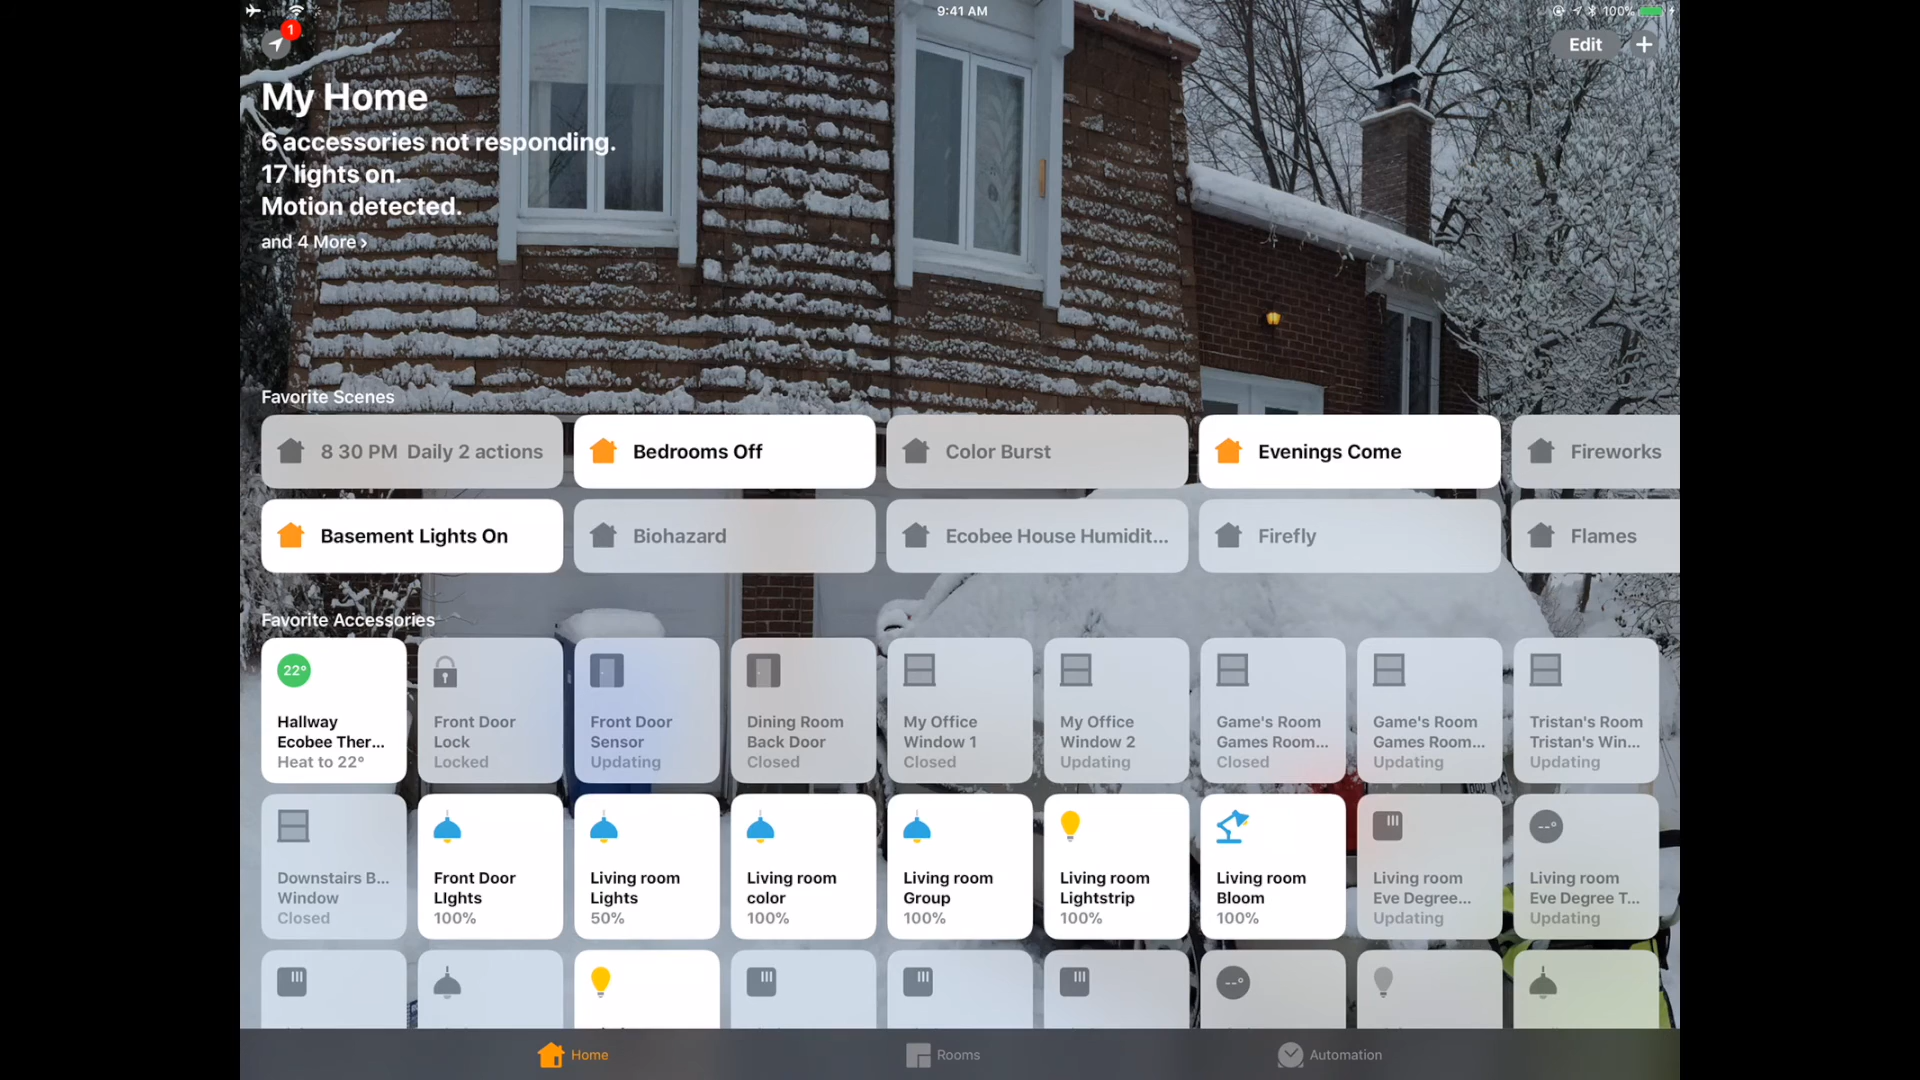 9:41 AM
100%
1
Edit
My Home
6 accessories not responding.
17 lights on.
Motion detected.
and 4 More
Favorite Scenes
8 30 PM Daily 2 actions
Bedrooms Off
Color Burst
Evenings Come
Fireworks
Basement Lights On
Biohazard
Ecobee House Humidit...
Firefly
Flames
Favorite Accessories
22°
Hallway
Ecobee Ther...
Heat to 22°
Front Door
Lock
Locked
Front Door
Sensor
Updating
Dining Room
Back Door
Closed
My Office
Window 1
Closed
My Office
Window 2
Updating
Game's Room
Games Room...
Closed
Game's Room
Games Room...
Updating
Tristan's Room
Tristan's Win...
Updating
Downstairs B...
Window
Closed
Front Door
LIghts
100%
Living room
Lights
50%
Living room
color
100%
Living room
Group
100%
Living room
Lightstrip
100%
Living room
Bloom
100%
Living room
Eve Degree...
Updating
--°
Living room
Eve Degree T...
Updating
--°
Home
Rooms
Automation